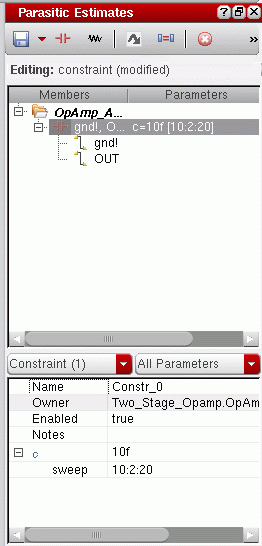 Parasitic Estimates
Editing: constraint (modified)
Members Parameters
OpAmp_A...
gnd!, O... c=10f [10:2:20]
gnd!
OUT
Constraint (1) All Parameters
Name Constr_0
Owner Two_Stage_Opamp.OpAm
Enabled true
Notes
c 10f
sweep 10:2:20